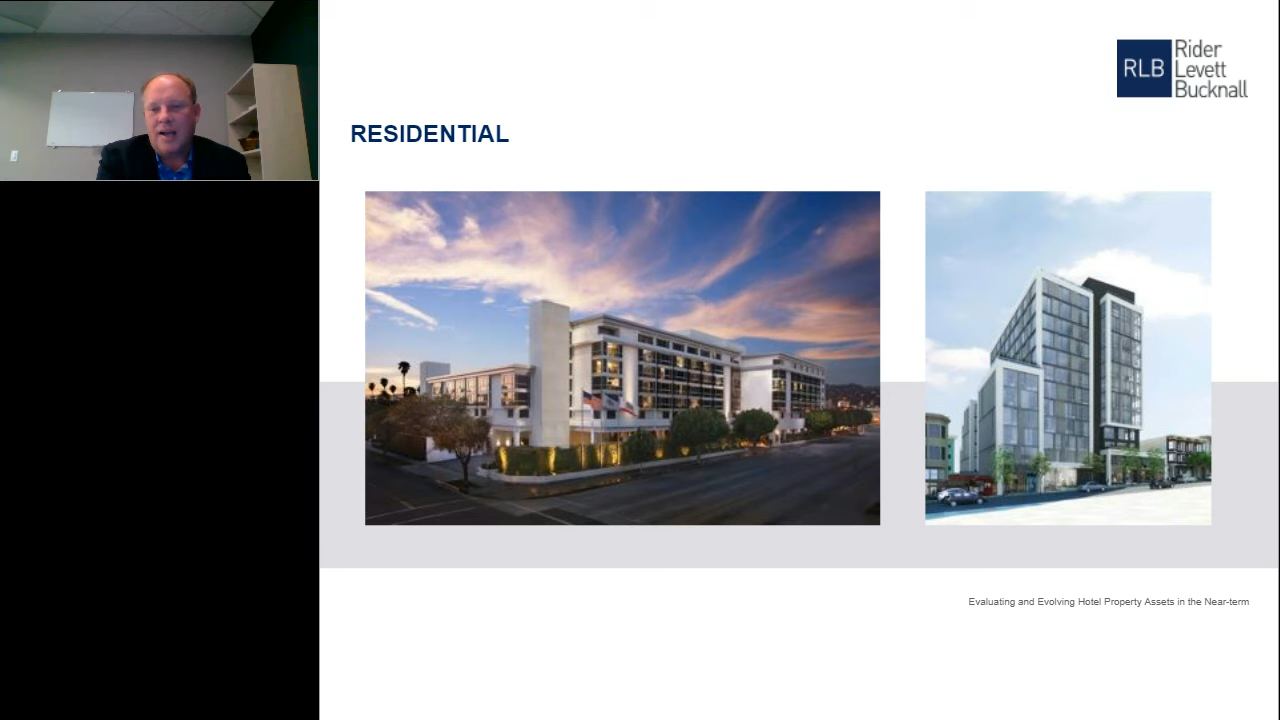 RLB
Rider
Levett
Bucknall
RESIDENTIAL
Evaluating and Evolving Hotel Property Assets in the Near-term